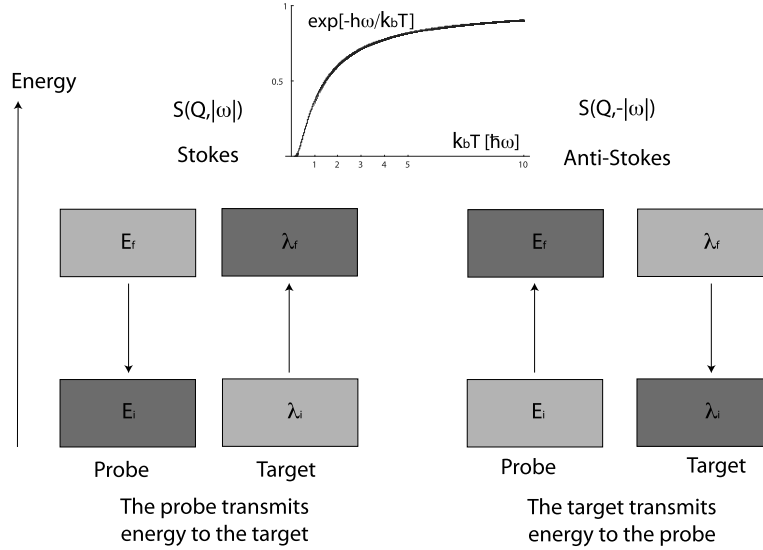 exp[-ħω/kbT]
1
0.5
1
2
3
4
5
10
kbT [ħω]
Energy
S(Q,|ω|)
Stokes
S(Q,-|ω|)
Anti-Stokes
Ef
λf
Ef
λf
Ei
λi
Ei
λi
Probe
Target
Probe
Target
The probe transmits
energy to the target
The target transmits
energy to the probe